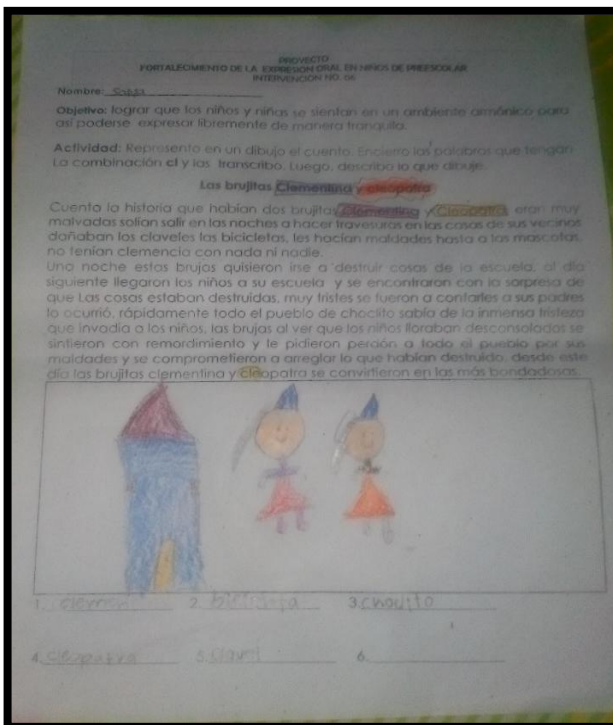 PROYECTO
FORTALECIMIENTO DE LA EXPRESION ORAL EN NIÑOS DE PREESCOLAR
INTERVENCIÓN NO. 06
Nombre:
Objetivo: lograr que los niños y niñas se sientan en un ambiente armónico para
así poderse expresar libremente de manera tranquila.
Actividad: Represento en un dibujo el cuento. Encierro las palabras que tengan
La combinación cl y las transcribo. Luego, describo lo que dibuje.
Las brujitas Clementina y cleopatra
Cuenta la historia que habían dos brujitas Clementina y Cleopatra eran muy
malvadas solían salir en las noches a hacer travesuras en las casas de sus vecinos
dañaban los claveles las bicicletas, les hacían maldades hasta a las mascotas,
no tenían clemencia con nada ni nadie.
Una noche estas brujas quisieron irse a destruir cosas de la escuela, al día
siguiente llegaron los niños a su escuela y se encontraron con la sorpresa de
que Las cosas estaban destruidas, muy tristes se fueron a contarles a sus padres
lo ocurrió, rápidamente todo el pueblo de choclito sabía de la inmensa tristeza
que invadía a los niños, las brujas al ver que los niños lloraban desconsolados se
sintieron con remordimiento y le pidieron perdón a todo el pueblo por sus
maldades y se comprometieron a arreglar lo que habían destruido. desde este
día las brujitas clementina y cleopatra se convirtieron en las más bondadosas.
1. 2. 3. choclito
4. cleopatra 5. clavel 6.